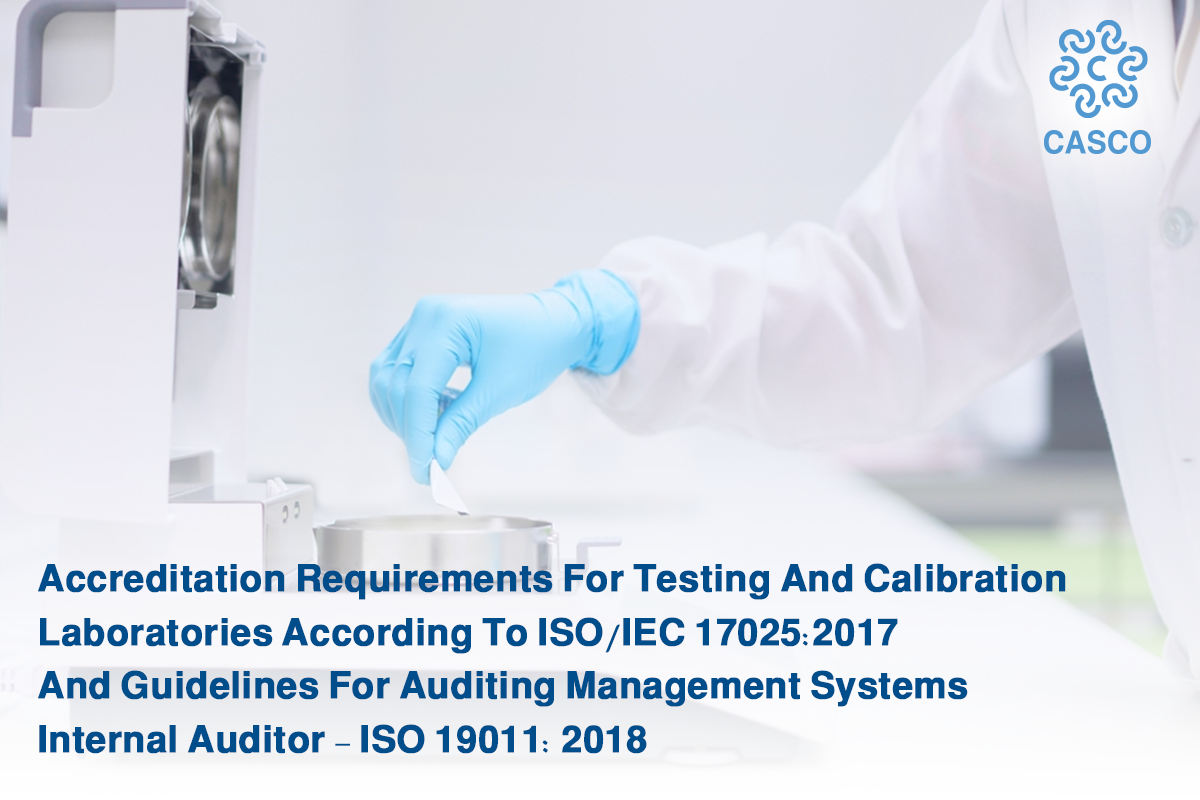 C
CASCO
Accreditation Requirements For Testing And Calibration
Laboratories According To ISO/IEC 17025:2017
And Guidelines For Auditing Management Systems
Internal Auditor – ISO 19011: 2018